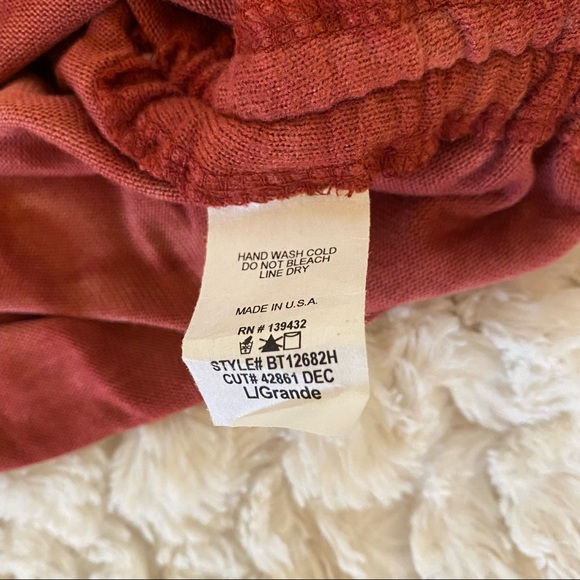 HAND WASH COLD
DO NOT BLEACH
LINE DRY
MADE IN U.S.A.
RN # 139432
STYLE# BT12682H
CUT# 42861 DEC
L/Grande